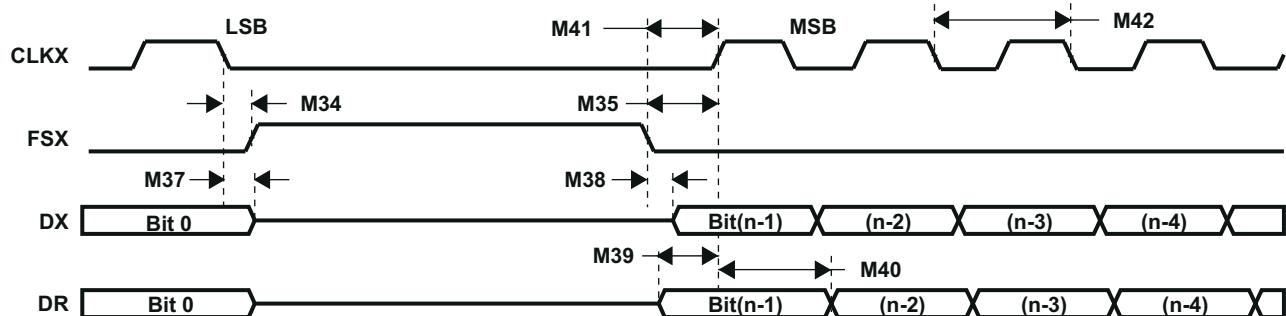 LSB M41 MSB M42
CLKX
M34 M35
FSX
M37 M38
DX Bit 0 Bit(n-1) (n-2) (n-3) (n-4)
M39 M40
DR Bit 0 Bit(n-1) (n-2) (n-3) (n-4)